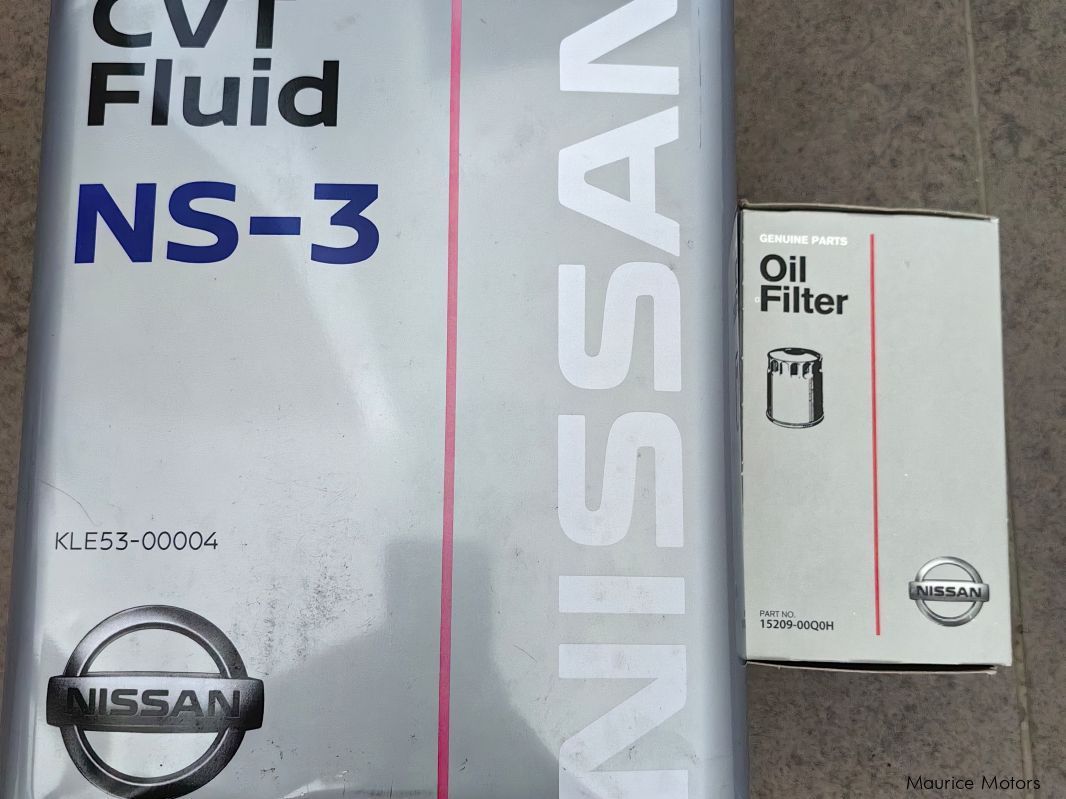 CVT
Fluid
NS-3
KLE53-00004
NISSAN
NISSAN
GENUINE PARTS
Oil
Filter
NISSAN
PART NO.
15209-00Q0H
Maurice Motors